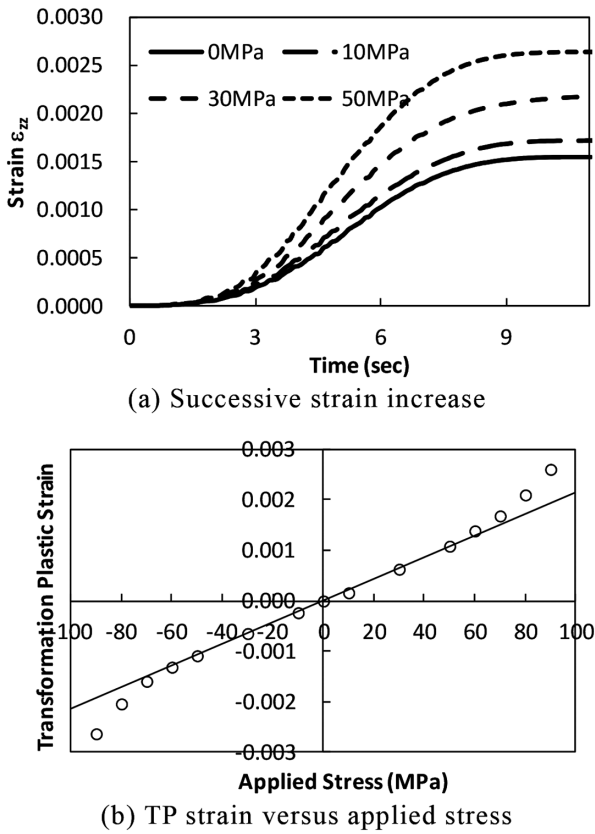 0.0030
0.0025
0.0020
0.0015
0.0010
0.0005
0.0000
Strain εzz
0MPa
10MPa
30MPa
50MPa
0
3
6
9
Time (sec)
(a) Successive strain increase
0.003
0.002
0.001
0.000
-0.001
-0.002
-0.003
Transformation Plastic Strain
100 -80 -60 -40 -20 0 20 40 60 80 100
Applied Stress (MPa)
(b) TP strain versus applied stress